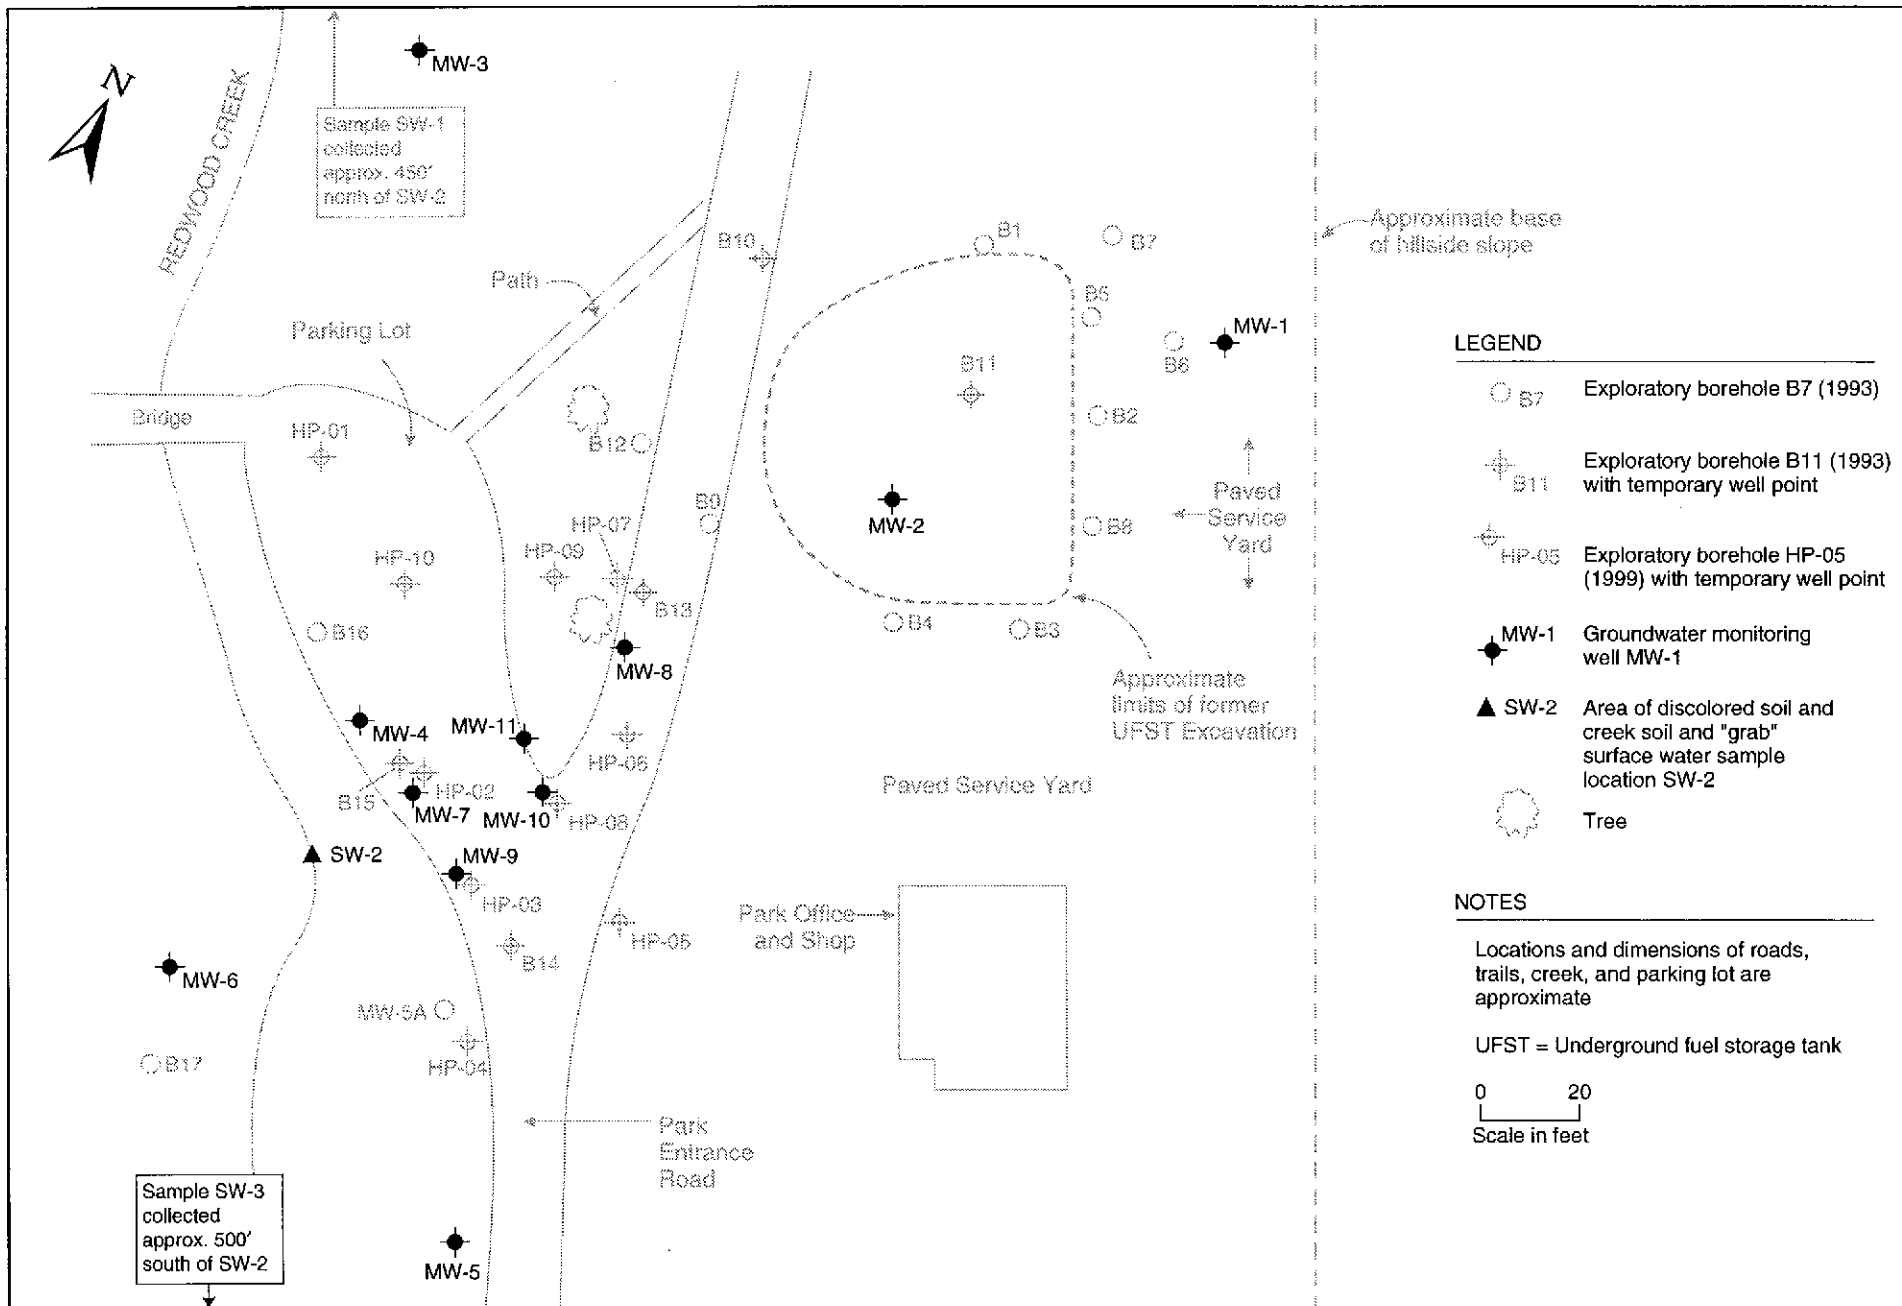 N
REDWOOD CREEK
MW-3
Sample SW-1
collected
approx. 450'
north of SW-2
Path
Parking Lot
Bridge
B10
B1
B7
B5
B6
MW-1
B11
B2
B12
HP-01
B9
MW-2
B8
Paved
Service
Yard
Approximate base
of hillside slope
HP-07
HP-09
HP-10
B13
B16
B4
B3
MW-8
Approximate
limits of former
UFST Excavation
MW-4
MW-11
HP-06
B15
HP-02
MW-7
MW-10
HP-08
Paved Service Yard
SW-2
MW-9
HP-03
HP-05
B14
Park Office
and Shop
MW-6
MW-5A
HP-04
B17
Park
Entrance
Road
MW-5
Sample SW-3
collected
approx. 500'
south of SW-2
LEGEND
B7 Exploratory borehole B7 (1993)
B11 Exploratory borehole B11 (1993)
with temporary well point
HP-05 Exploratory borehole HP-05
(1999) with temporary well point
MW-1 Groundwater monitoring
well MW-1
SW-2 Area of discolored soil and
creek soil and "grab"
surface water sample
location SW-2
Tree
NOTES
Locations and dimensions of roads,
trails, creek, and parking lot are
approximate
UFST = Underground fuel storage tank
0 20
Scale in feet